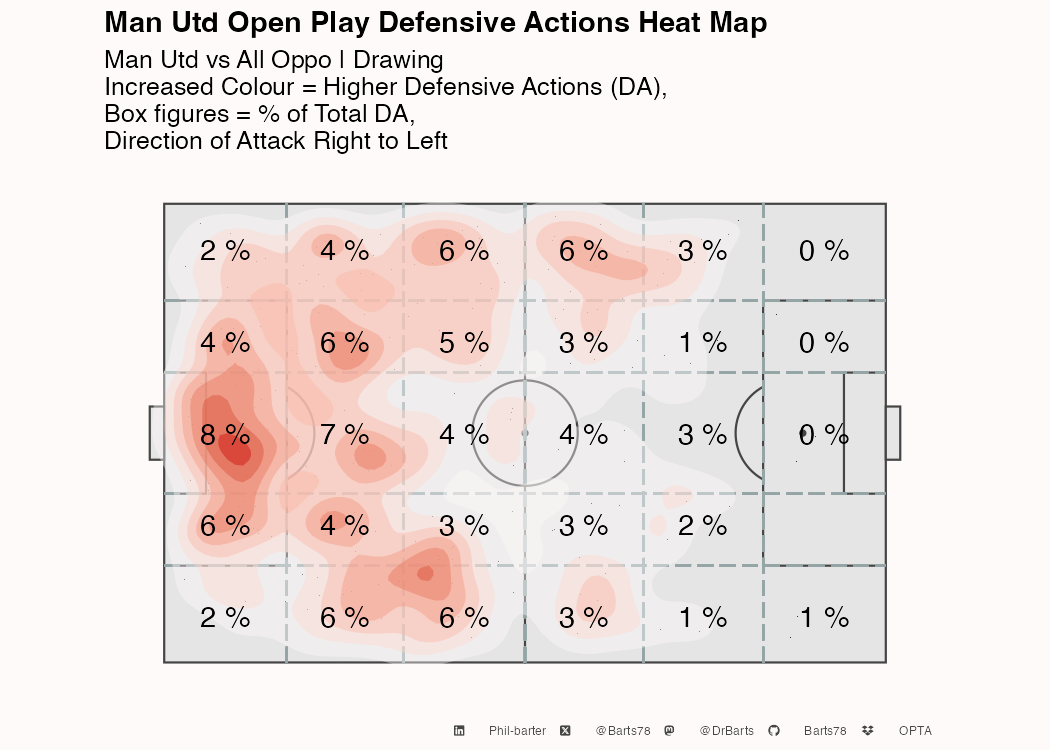 Man Utd Open Play Defensive Actions Heat Map
Man Utd vs All Oppo | Drawing
Increased Colour = Higher Defensive Actions (DA),
Box figures = % of Total DA,
Direction of Attack Right to Left
2 % 4 % 6 % 6 % 3 % 0 %
4 % 6 % 5 % 3 % 1 % 0 %
8 % 7 % 4 % 4 % 3 % 0 %
6 % 4 % 3 % 3 % 2 %
2 % 6 % 6 % 3 % 1 % 1 %
Phil-barter @Barts78 @DrBarts Barts78 OPTA